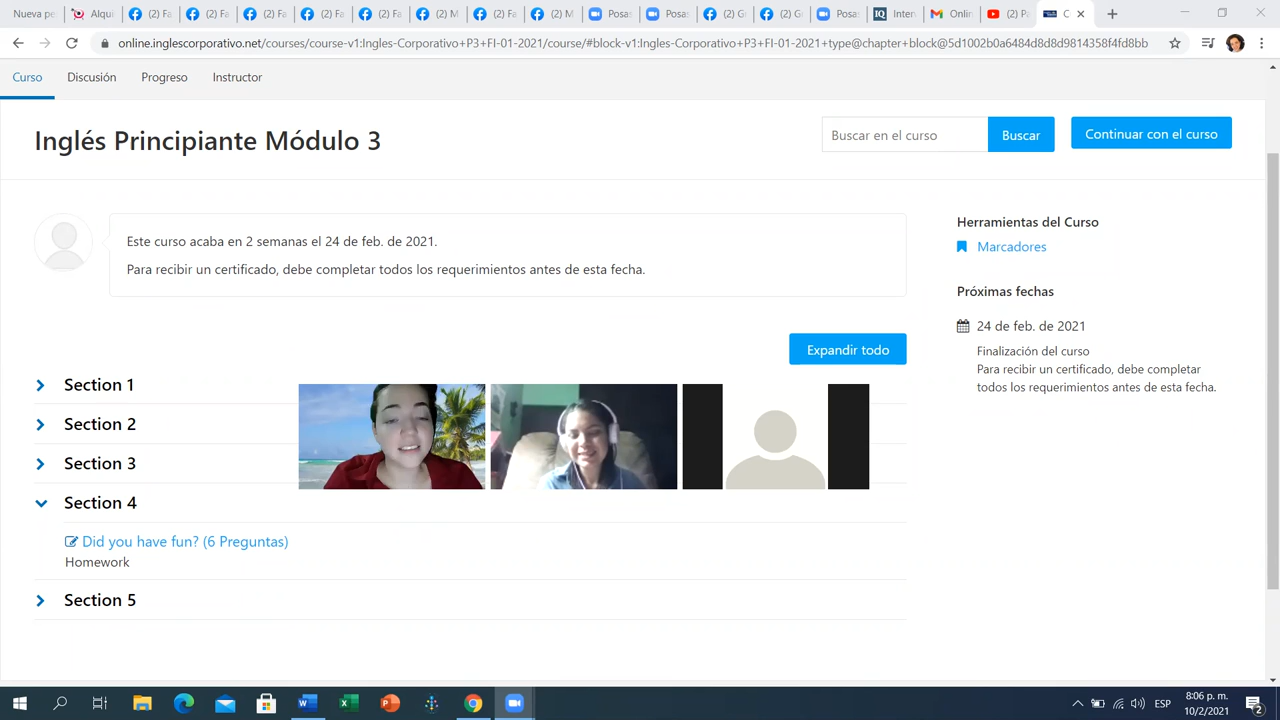 Nueva pe
Alqui
(2) Fa
(2) Fa
(2) Fa
(2) Fa
(2) Fa
(2) M
(2) Fa
(2) M
Posas
Posas
(2) G
(2) G
Posas
Inten
Onlin
(2) Po
C
online.inglescorporativo.net/courses/course-v1:Ingles-Corporativo+P3+FI-01-2021/course/#block-v1:Ingles-Corporativo+P3+FI-01-2021+type@chapter+block@5d1002b0a6484d8d8d9814358f4fd8bb
Curso
Discusión
Progreso
Instructor
Inglés Principiante Módulo 3
Buscar en el curso
Buscar
Continuar con el curso
Este curso acaba en 2 semanas el 24 de feb. de 2021.
Para recibir un certificado, debe completar todos los requerimientos antes de esta fecha.
Herramientas del Curso
Marcadores
Próximas fechas
24 de feb. de 2021
Finalización del curso
Para recibir un certificado, debe completar
todos los requerimientos antes de esta fecha.
Expandir todo
Section 1
Section 2
Section 3
Section 4
Did you have fun? (6 Preguntas)
Homework
Section 5
ESP
8:06 p. m.
10/2/2021
2